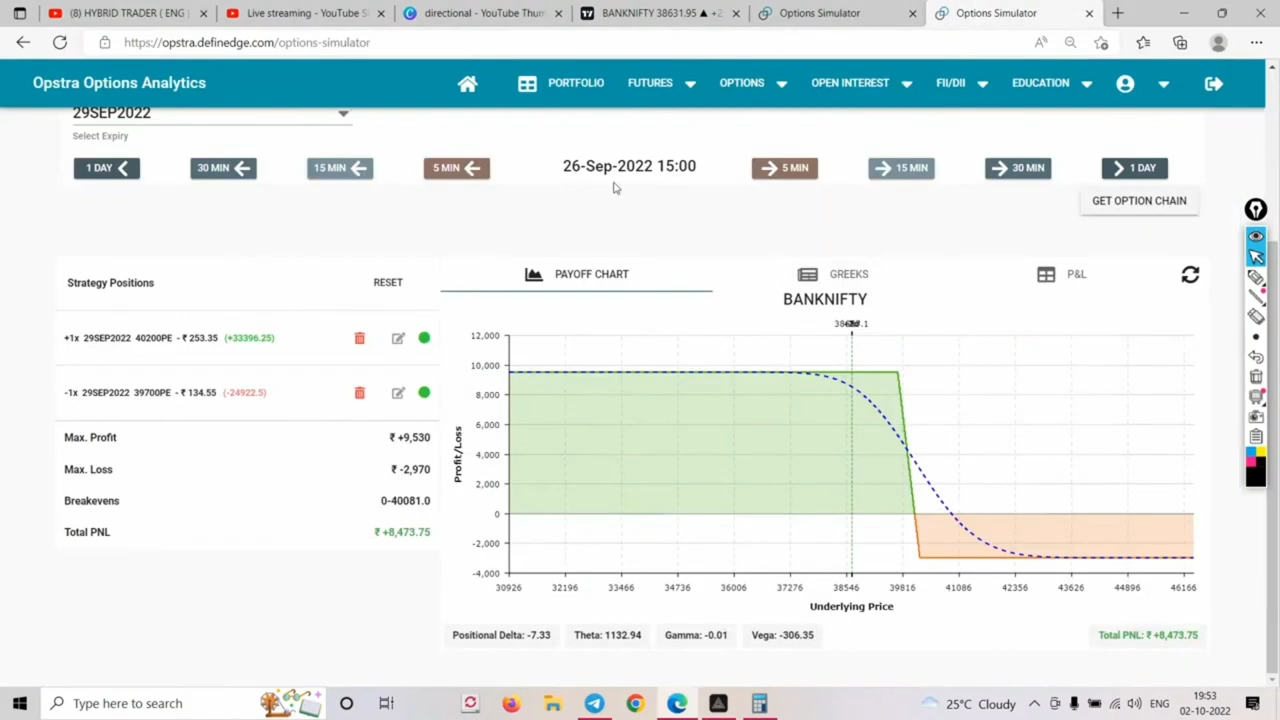 (8) HYBRID TRADER ( ENG |
Live streaming - YouTube S
directional - YouTube Thum
BANKNIFTY 38631.95 ▲ +2
Options Simulator
Options Simulator
https://opstra.definedge.com/options-simulator
Opstra Options Analytics
PORTFOLIO
FUTURES
OPTIONS
OPEN INTEREST
FII/DII
EDUCATION
29SEP2022
Select Expiry
1 DAY
30 MIN
15 MIN
5 MIN
26-Sep-2022 15:00
5 MIN
15 MIN
30 MIN
1 DAY
GET OPTION CHAIN
Strategy Positions
RESET
PAYOFF CHART
GREEKS
P&L
BANKNIFTY
+1x 29SEP2022 40200PE - ₹ 253.35 (+33396.25)
-1x 29SEP2022 39700PE - ₹ 134.55 (-24922.5)
Max. Profit
₹ +9,530
Max. Loss
₹ -2,970
Breakevens
0-40081.0
Total PNL
₹ +8,473.75
12,000
10,000
8,000
6,000
4,000
2,000
0
-2,000
-4,000
Profit/Loss
30926
32196
33466
34736
36006
37276
38546
39816
41086
42356
43626
44896
46166
Underlying Price
Positional Delta: -7.33
Theta: 1132.94
Gamma: -0.01
Vega: -306.35
Total PNL: ₹ +8,473.75
Type here to search
25°C Cloudy
ENG
19:53
02-10-2022